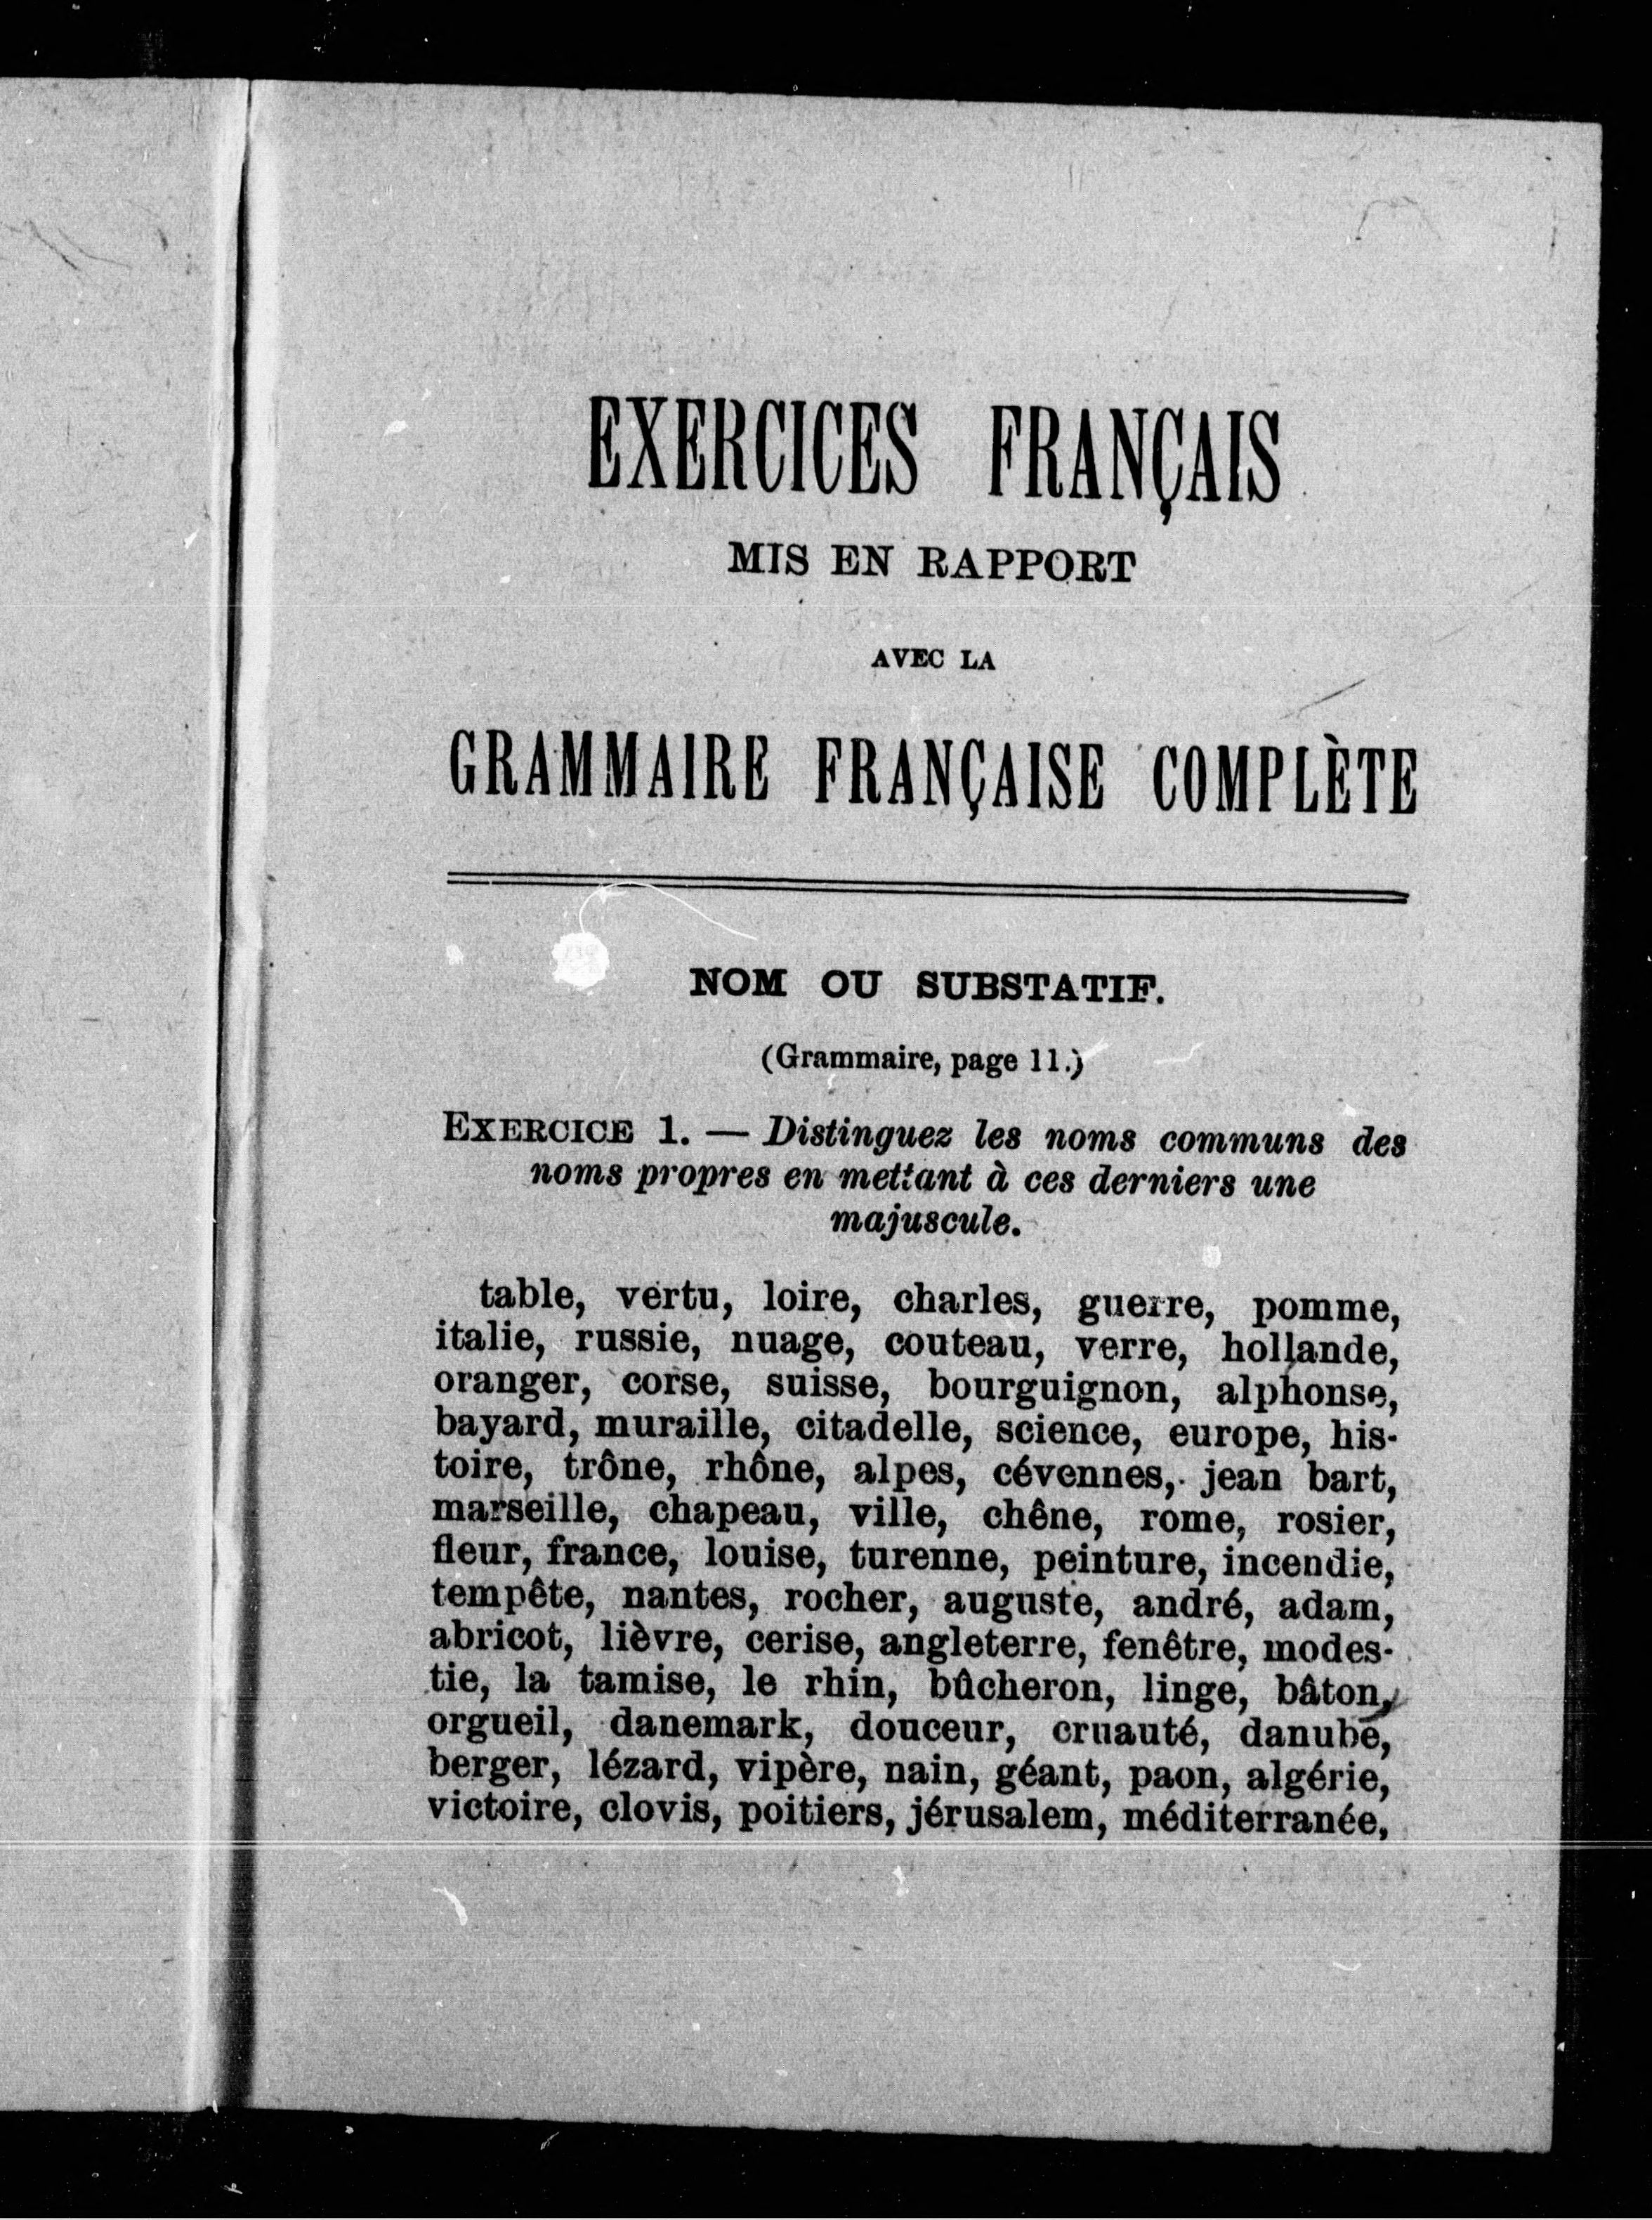 EXERCICES FRANÇAIS
MIS EN RAPPORT
AVEC LA
GRAMMAIRE FRANÇAISE COMPLÈTE
NOM OU SUBSTATIF.
(Grammaire, page 11.)
EXERCICE 1. — Distinguez les noms communs des
noms propres en mettant à ces derniers une
majuscule.
table, vertu, loire, charles, guerre, pomme,
italie, russie, nuage, couteau, verre, hollande,
oranger, corse, suisse, bourguignon, alphonse,
bayard, muraille, citadelle, science, europe, his-
toire, trône, rhône, alpes, cévennes, jean bart,
marseille, chapeau, ville, chêne, rome, rosier,
fleur, france, louise, turenne, peinture, incendie,
tempête, nantes, rocher, auguste, andré, adam,
abricot, lièvre, cerise, angleterre, fenêtre, modes-
tie, la tamise, le rhin, bûcheron, linge, bâton,
orgueil, danemark, douceur, cruauté, danube,
berger, lézard, vipère, nain, géant, paon, algérie,
victoire, clovis, poitiers, jérusalem, méditerranée,